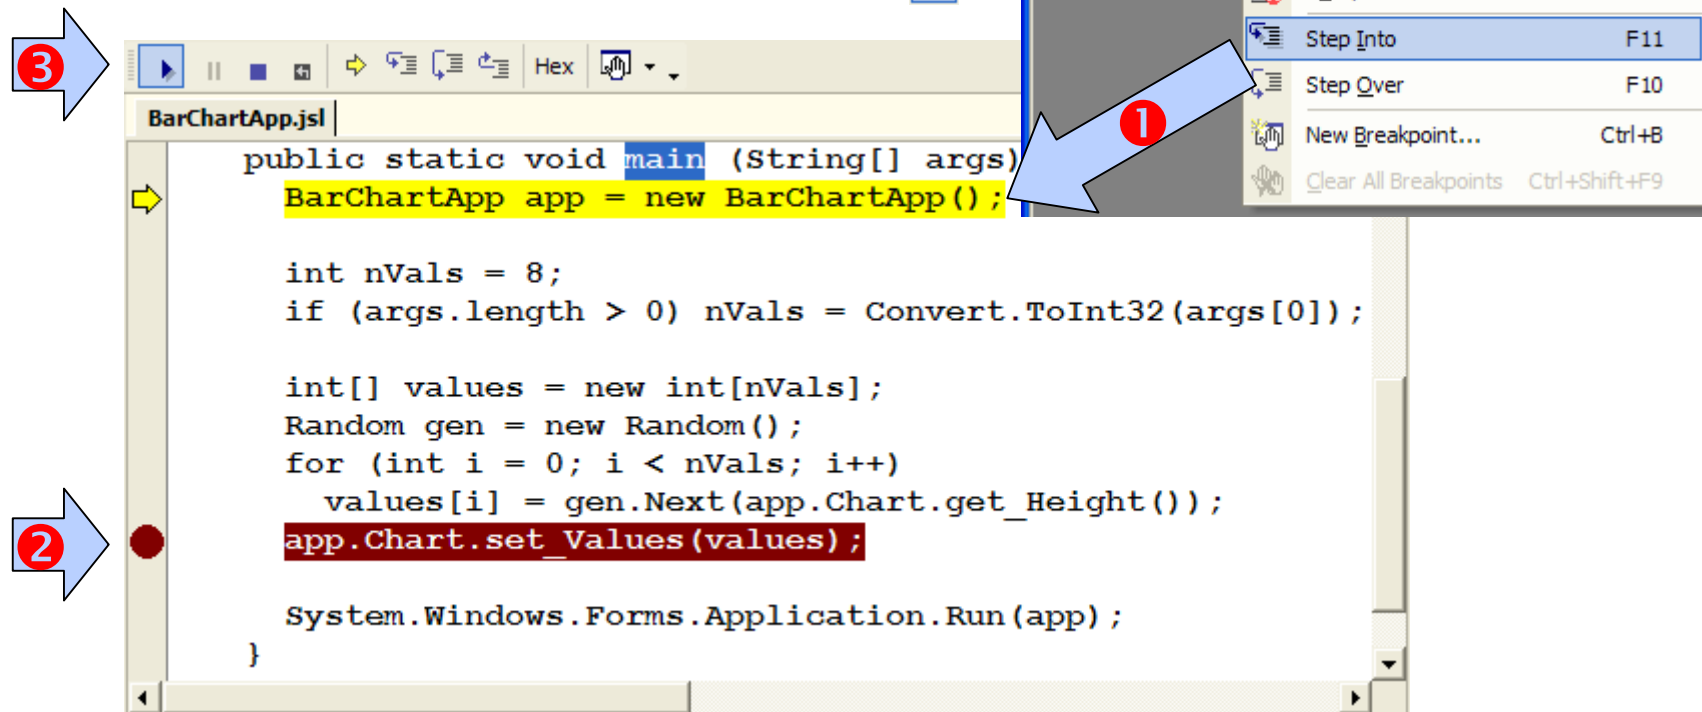 Step Into F11
Step Over F10
New Breakpoint... Ctrl+B
Clear All Breakpoints Ctrl+Shift+F9
1
3
Hex
BarChartApp.jsl
public static void main (String[] args)
BarChartApp app = new BarChartApp();
int nVals = 8;
if (args.length > 0) nVals = Convert.ToInt32(args[0]);
int[] values = new int[nVals];
Random gen = new Random();
for (int i = 0; i < nVals; i++)
values[i] = gen.Next(app.Chart.get_Height());
2
app.Chart.set_Values(values);
System.Windows.Forms.Application.Run(app);
}